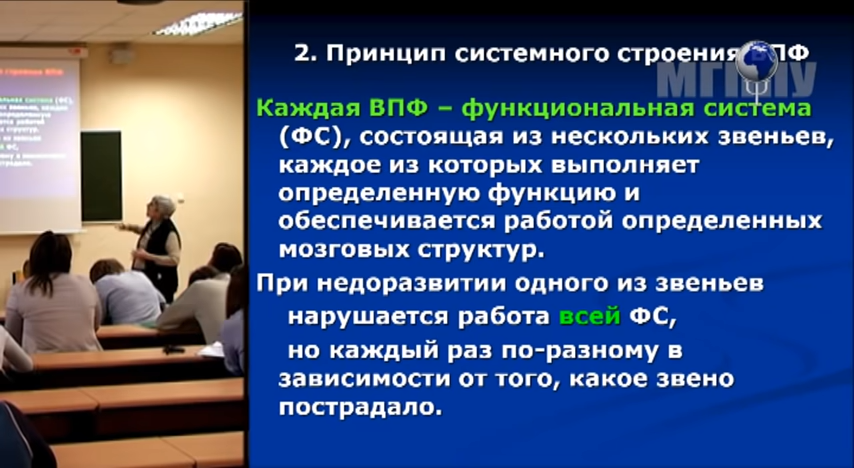 2. Принцип системного строения ВПФ
МГППУ
Каждая ВПФ – функциональная система
(ФС), состоящая из нескольких звеньев,
каждое из которых выполняет
определенную функцию и
обеспечивается работой определенных
мозговых структур.
При недоразвитии одного из звеньев
нарушается работа всей ФС,
но каждый раз по-разному в
зависимости от того, какое звено
пострадало.